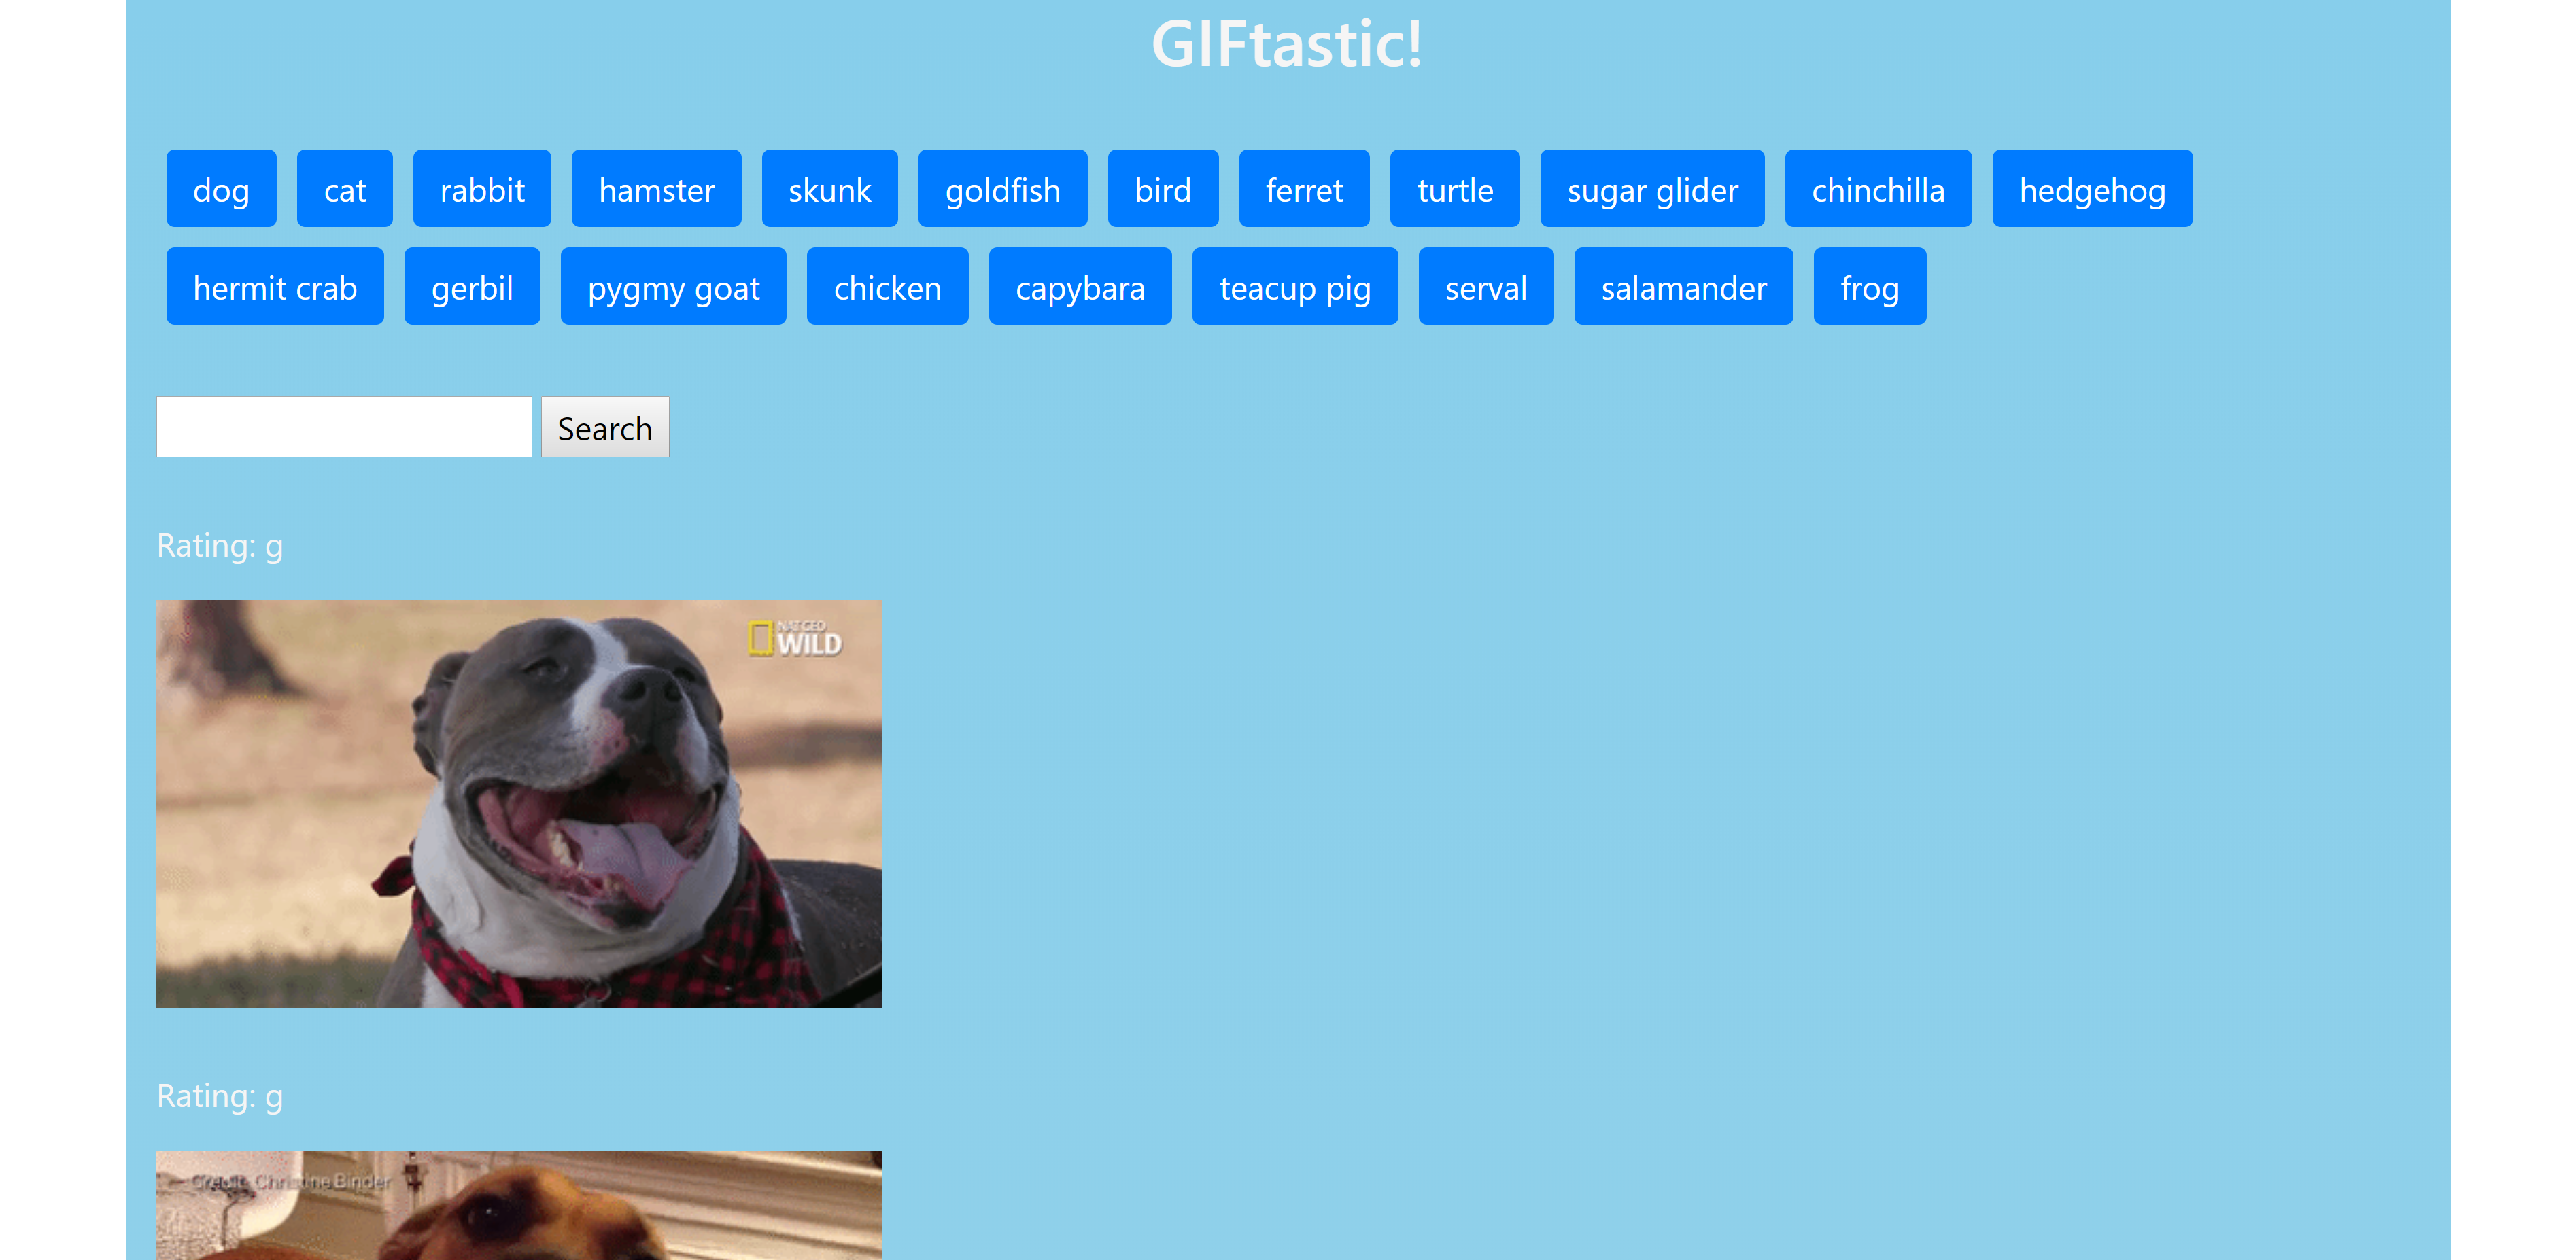 GIFtastic!
dog cat rabbit hamster skunk goldfish bird ferret turtle sugar glider chinchilla hedgehog
hermit crab gerbil pygmy goat chicken capybara teacup pig serval salamander frog
Search
Rating: g
NAT GEO
WILD
Rating: g
Credit: Christine Binder